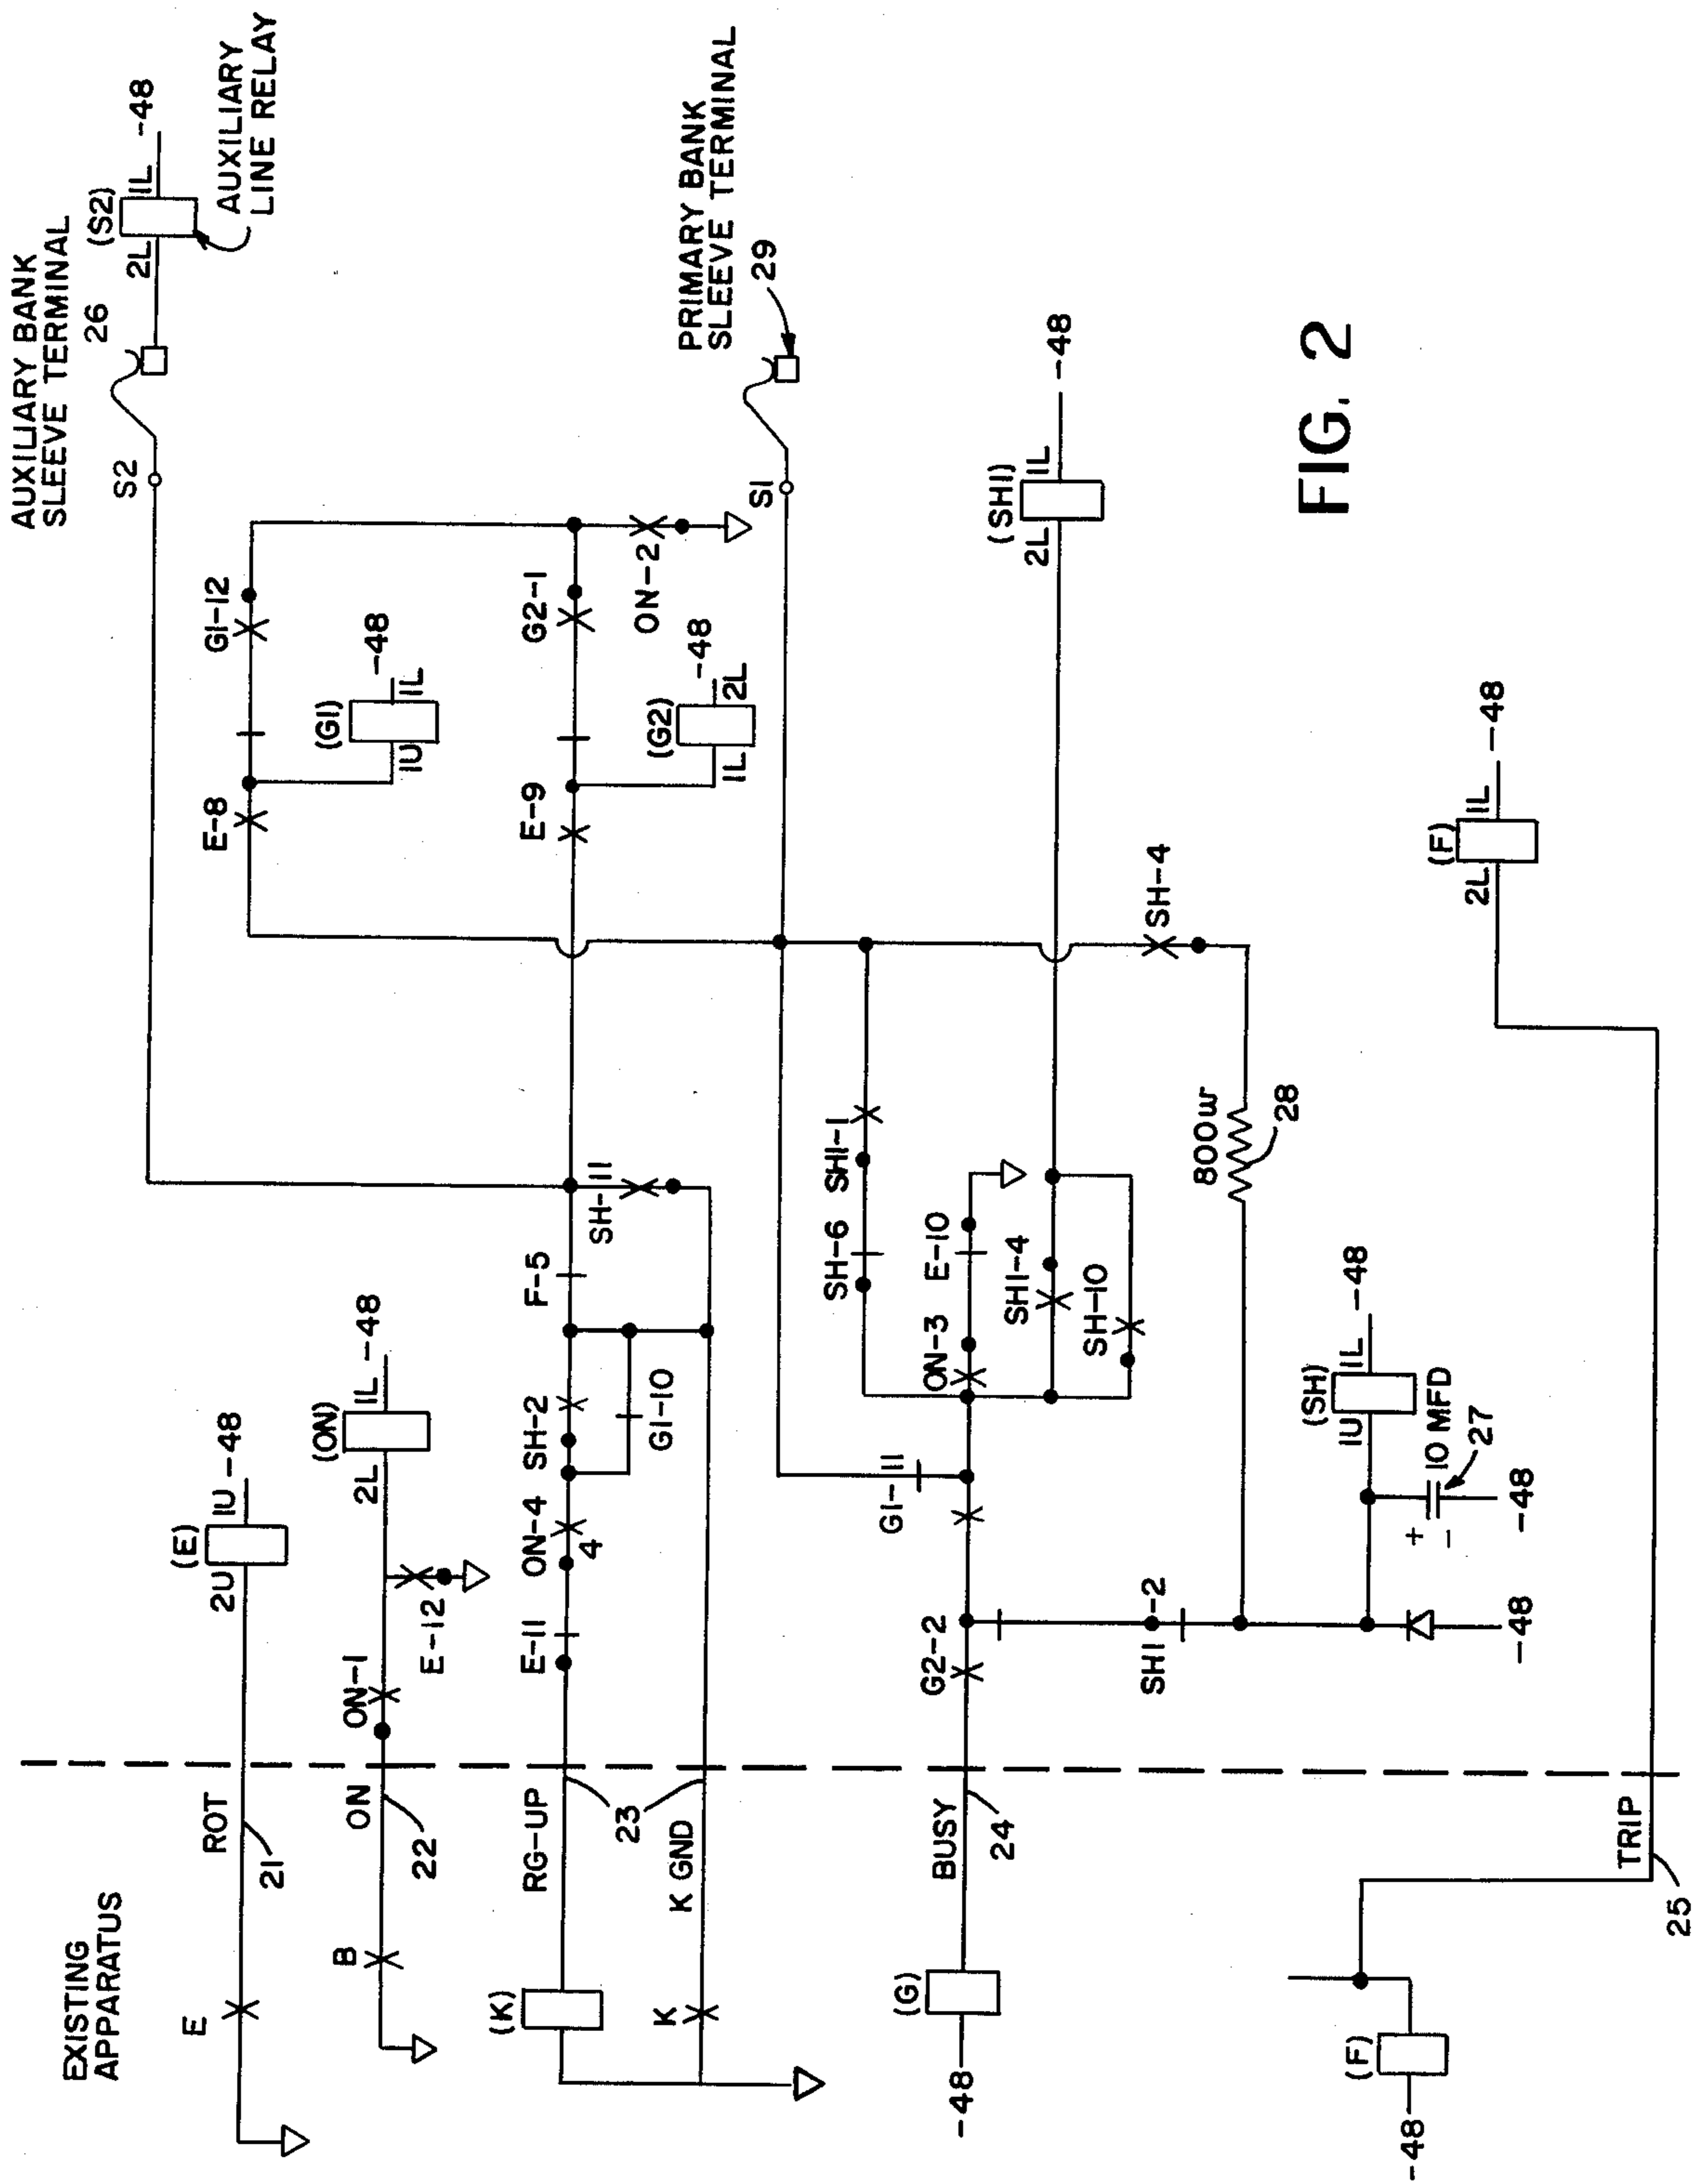 EXISTING
APPARATUS
E
ROT
21
2U
(E)
1U
-48
B
ON
22
ON-1
E-12
2L
(ON)
1L
-48
(K)
RG-UP
23
E-11
ON-4
4
SH-2
G1-10
F-5
SH-11
K
K GND
AUXILIARY BANK
SLEEVE TERMINAL
26
S2
2L
(S2)
1L
-48
AUXILIARY
LINE RELAY
E-8
G1-12
1U
(G1)
1L
-48
E-9
G2-1
ON-2
1L
(G2)
2L
-48
PRIMARY BANK
SLEEVE TERMINAL
29
S1
-48
(G)
BUSY
24
G2-2
G1-11
ON-3
E-10
SH-6
SH1-1
SH1-4
SH-10
2L
(SH1)
1L
-48
SH1-2
800w
28
SH-4
1U
(SH)
1L
-48
+
-
10 MFD
27
-48
-48
-48
(F)
TRIP
25
2L
(F)
1L
-48
FIG. 2